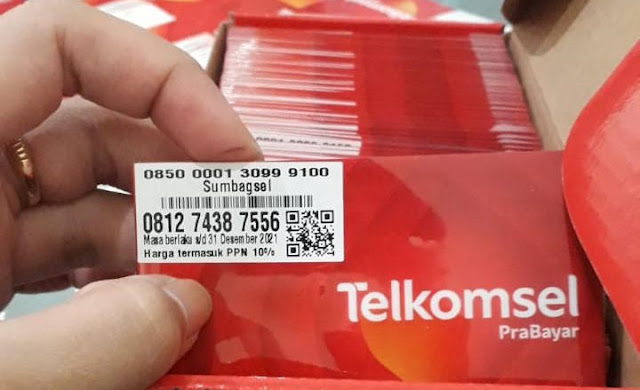 0850 0001 3099 9100
Sumbagsel
0812 7438 7556
Masa berlaku s/d 31 Desember 2021
Harga termasuk PPN 10%
Telkomsel
PraBayar